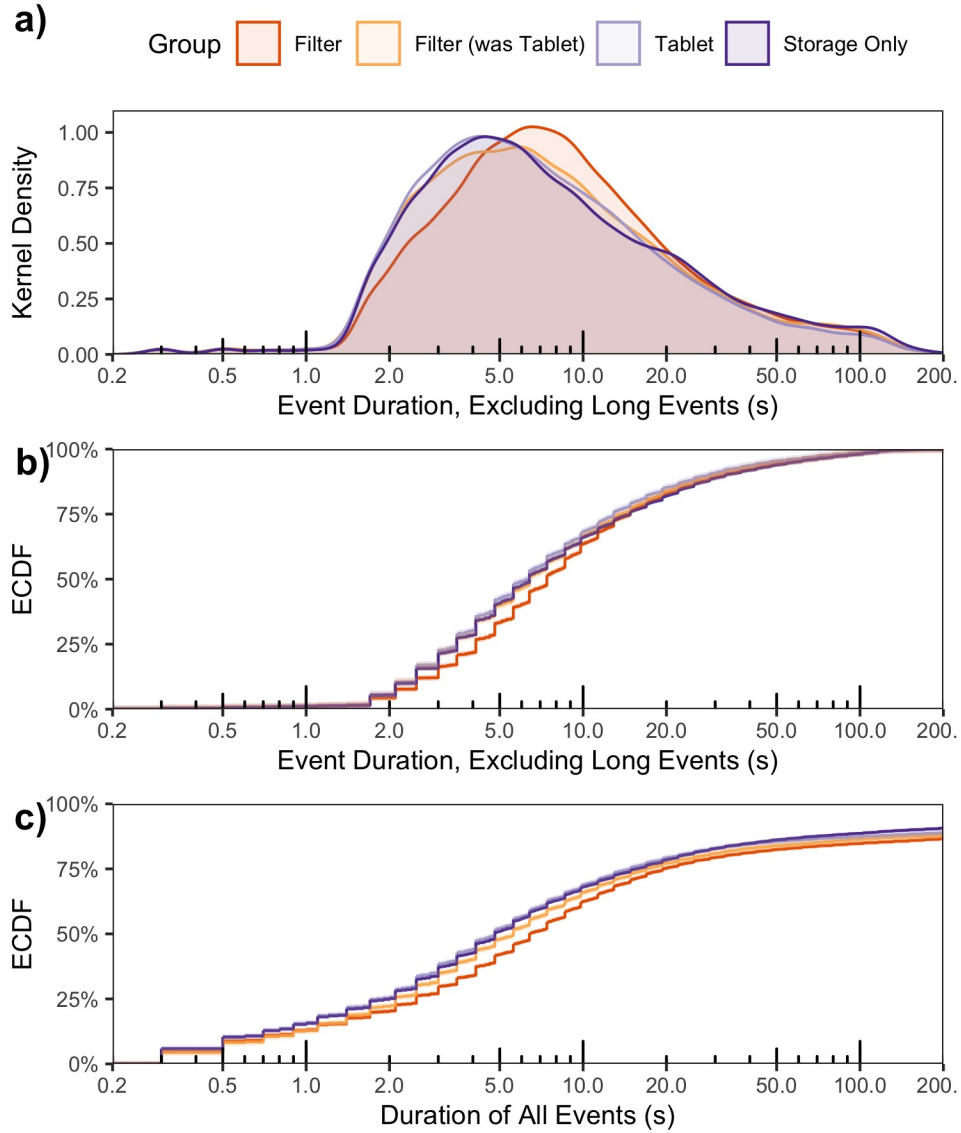 a)
Group Filter Filter (was Tablet) Tablet Storage Only
1.00
0.75
0.50
0.25
0.00
Kernel Density
0.2 0.5 1.0 2.0 5.0 10.0 20.0 50.0 100.0 200.
Event Duration, Excluding Long Events (s)
b)
100%
75%
50%
25%
0%
ECDF
0.2 0.5 1.0 2.0 5.0 10.0 20.0 50.0 100.0 200.
Event Duration, Excluding Long Events (s)
c)
100%
75%
50%
25%
0%
ECDF
0.2 0.5 1.0 2.0 5.0 10.0 20.0 50.0 100.0 200.
Duration of All Events (s)